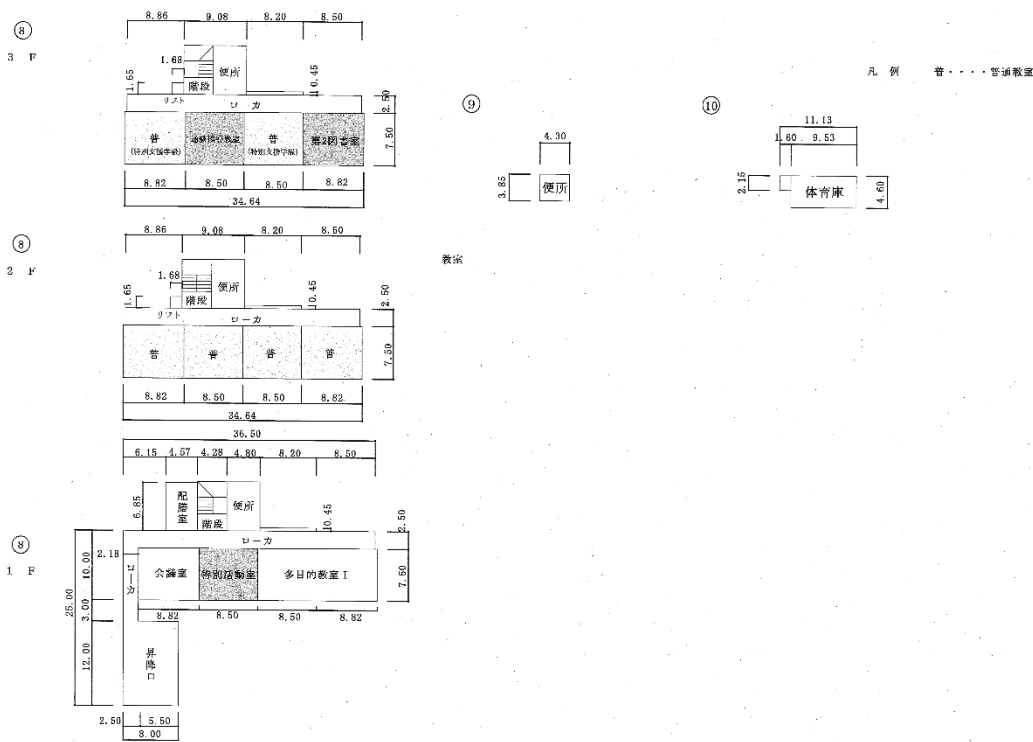 ⑧
3 F
8.86 9.08 8.20 8.50
1.68
1.65
階段
便所
0.45
リフト
ローカ
2.50
普
(特別支援学級)
普
(特別支援学級)
第2図書室
7.50
8.82 8.50 8.50 8.82
34.64
凡 例 普・・・・普通教室
⑨
4.30
3.85
便所
⑩
11.13
1.60 9.53
2.15
体育庫
4.60
⑧
2 F
8.86 9.08 8.20 8.50
1.68
1.65
階段
便所
0.45
リフト
ローカ
2.50
普 普 普 普
7.50
8.82 8.50 8.50 8.82
34.64
教室
⑧
1 F
36.50
6.15 4.57 4.28 4.80 8.20 8.50
6.85
配膳室
階段
便所
0.45
ローカ
2.50
2.18
ローカ
会議室
特別活動室
多目的教室Ⅰ
7.50
8.82 8.50 8.50 8.82
25.00
10.00
3.00
12.00
昇降口
2.50 5.50
8.00